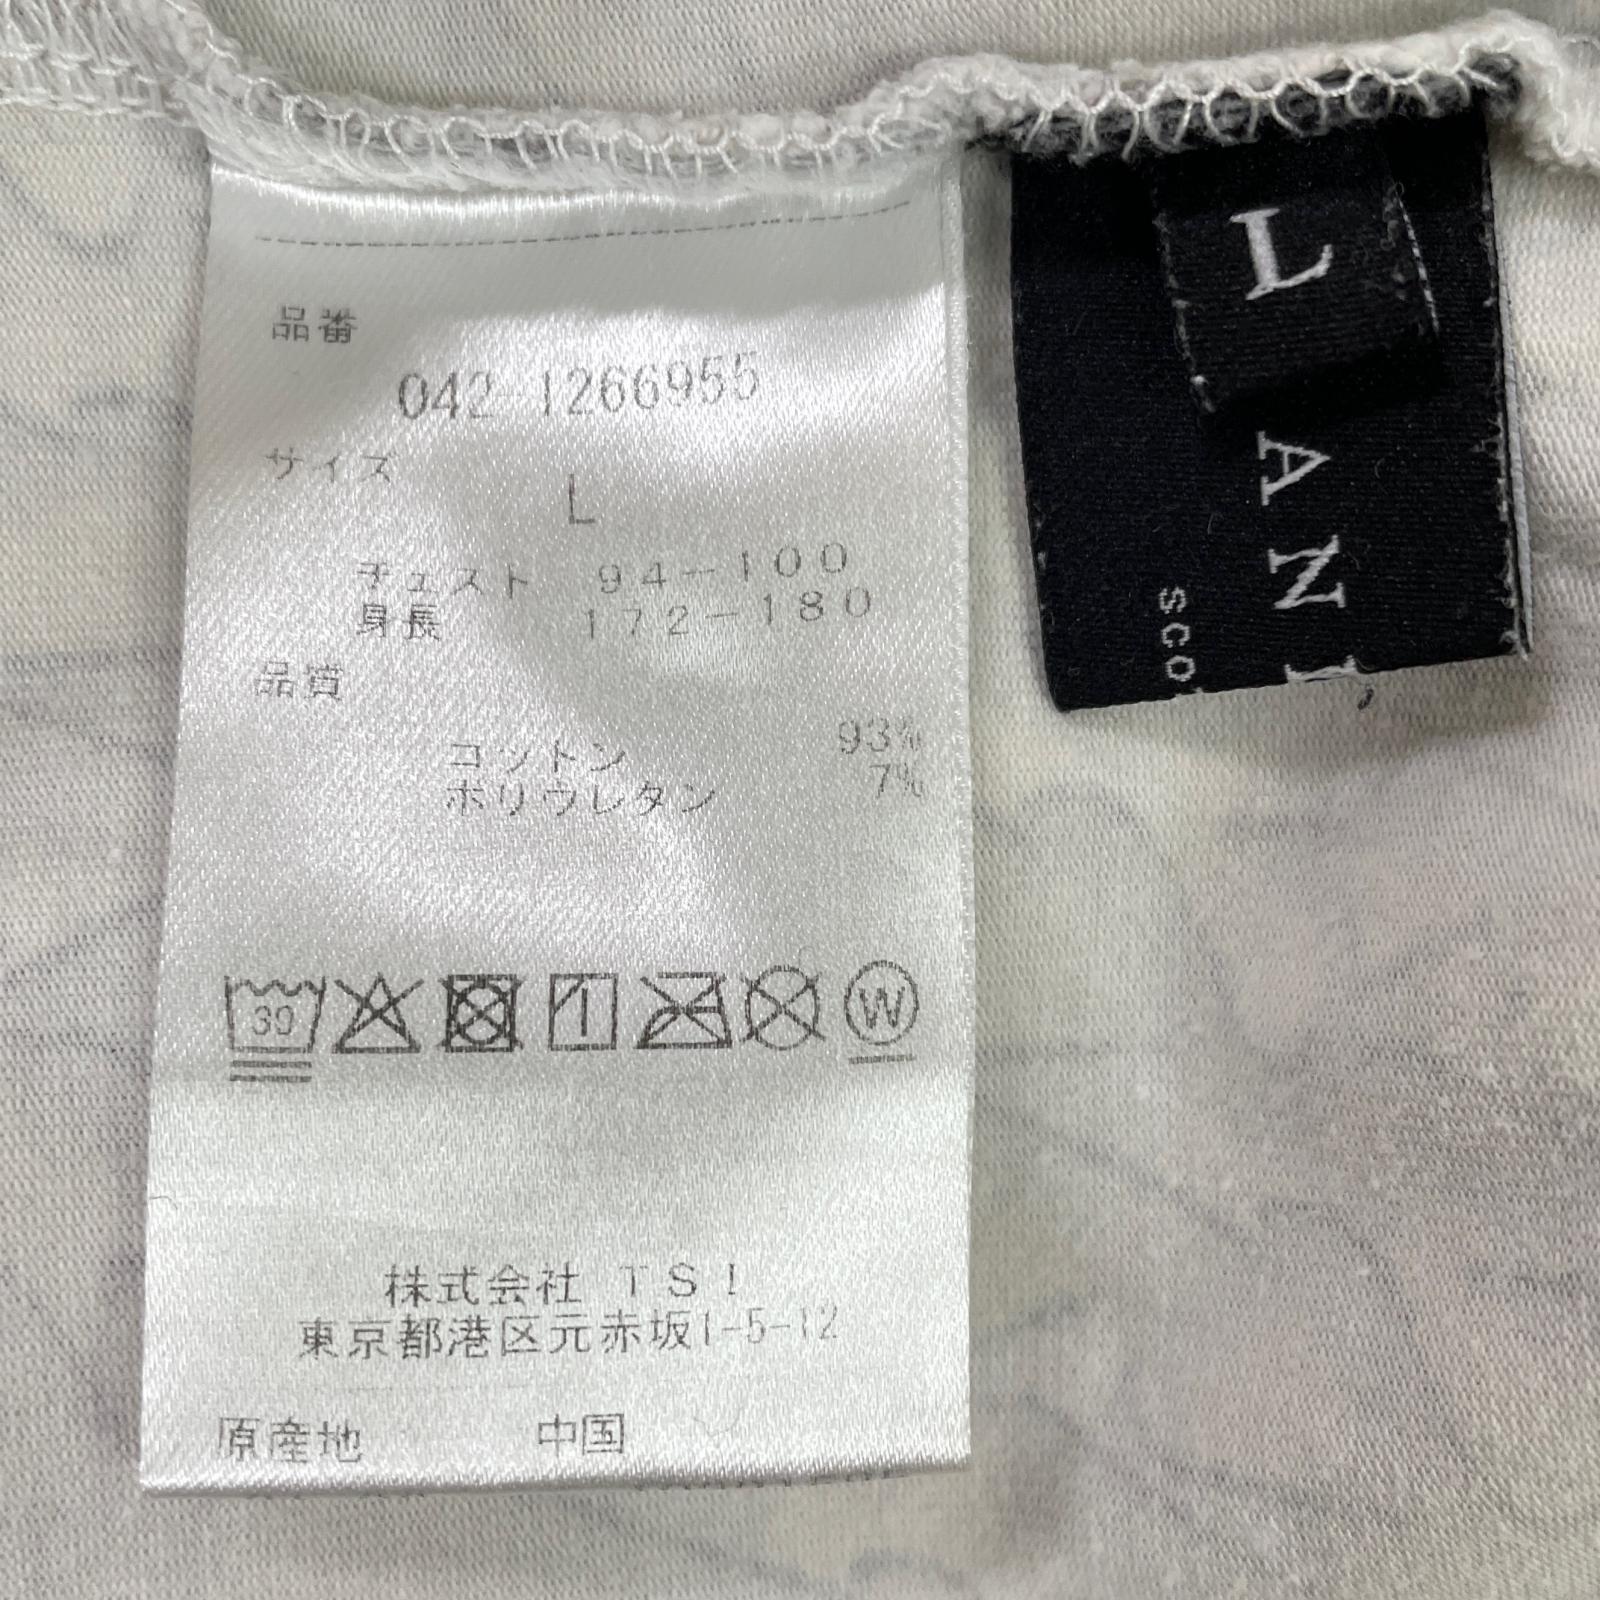 品番
042-1266955
サイズ
L
チェスト 94-100
身長 172-180
品質
コットン 93%
ポリウレタン 7%
30
W
株式会社 TSI
東京都港区元赤坂1-5-12
原産地 中国
L
AN
SCO